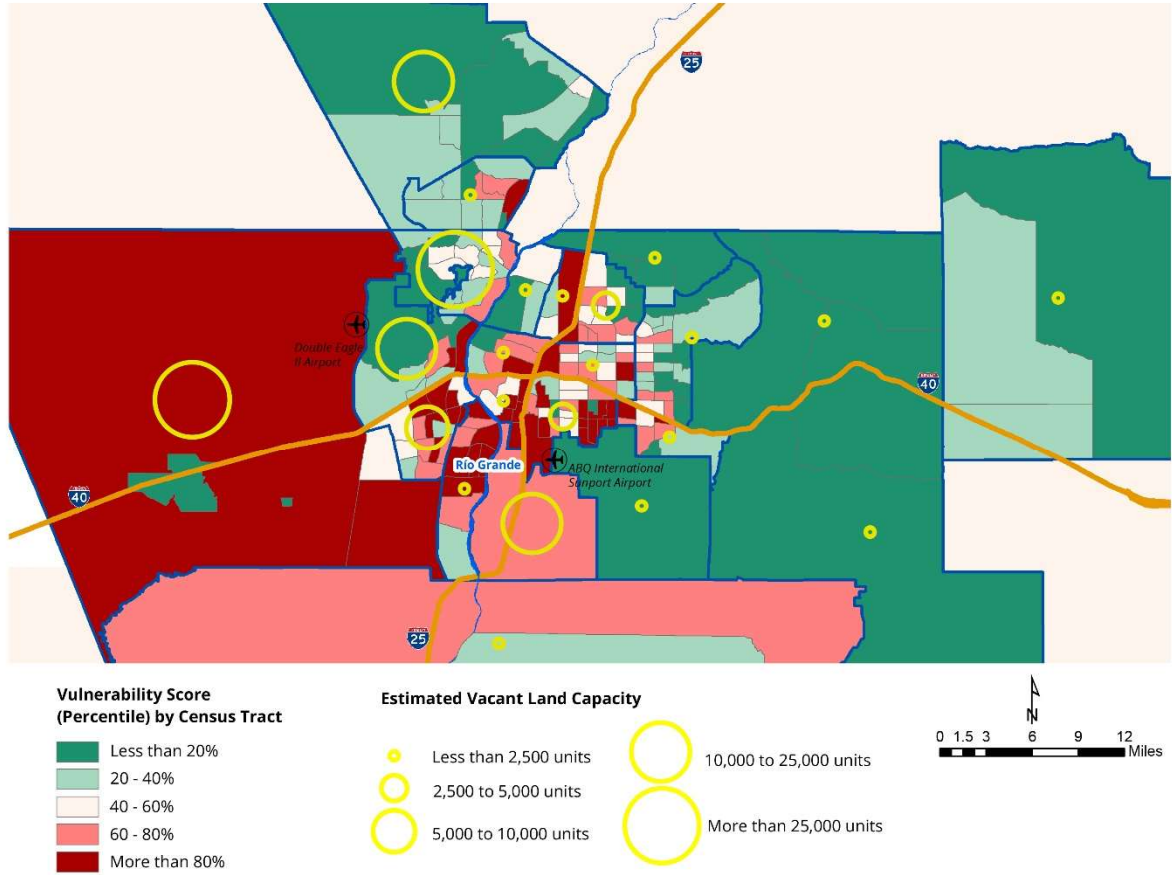 25
Double Eagle
II Airport
40
Río Grande
ABQ International
Sunport Airport
40
25
Vulnerability Score
(Percentile) by Census Tract
Less than 20%
20 - 40%
40 - 60%
60 - 80%
More than 80%
Estimated Vacant Land Capacity
Less than 2,500 units
2,500 to 5,000 units
5,000 to 10,000 units
10,000 to 25,000 units
More than 25,000 units
N
0 1.5 3 6 9 12
Miles